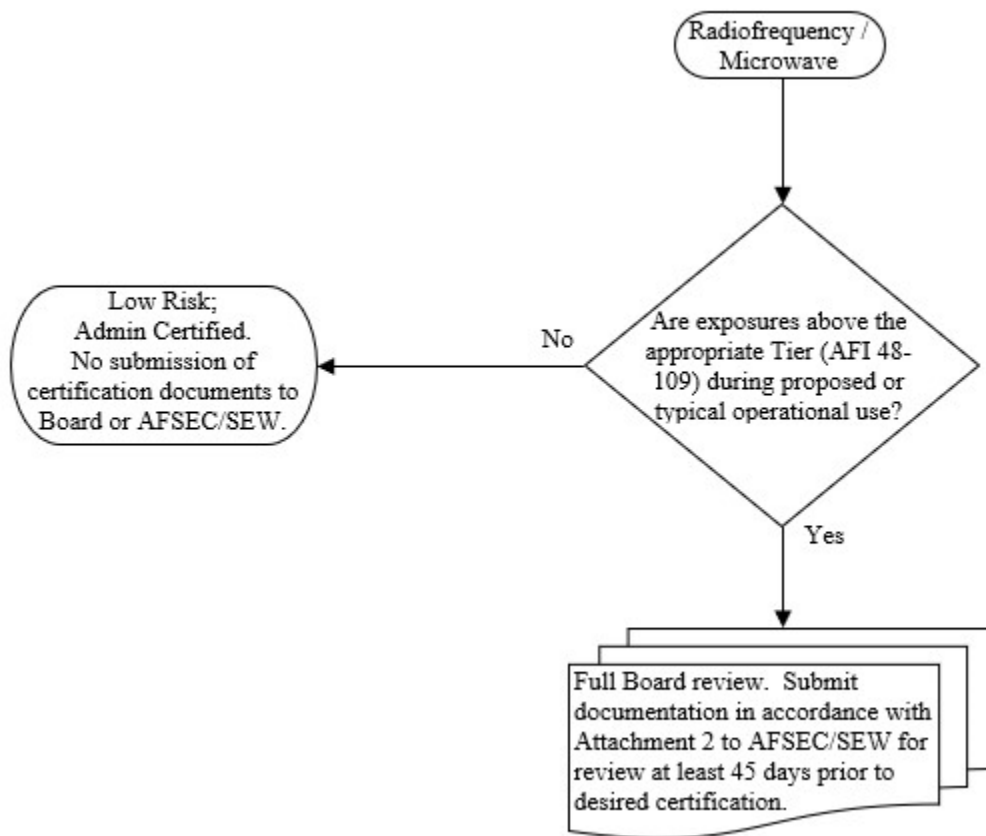 Radiofrequency /
Microwave
Low Risk;
Admin Certified.
No submission of
certification documents to
Board or AFSEC/SEW.
No
Are exposures above the
appropriate Tier (AFI 48-
109) during proposed or
typical operational use?
Yes
Full Board review.  Submit
documentation in accordance with
Attachment 2 to AFSEC/SEW for
review at least 45 days prior to
desired certification.